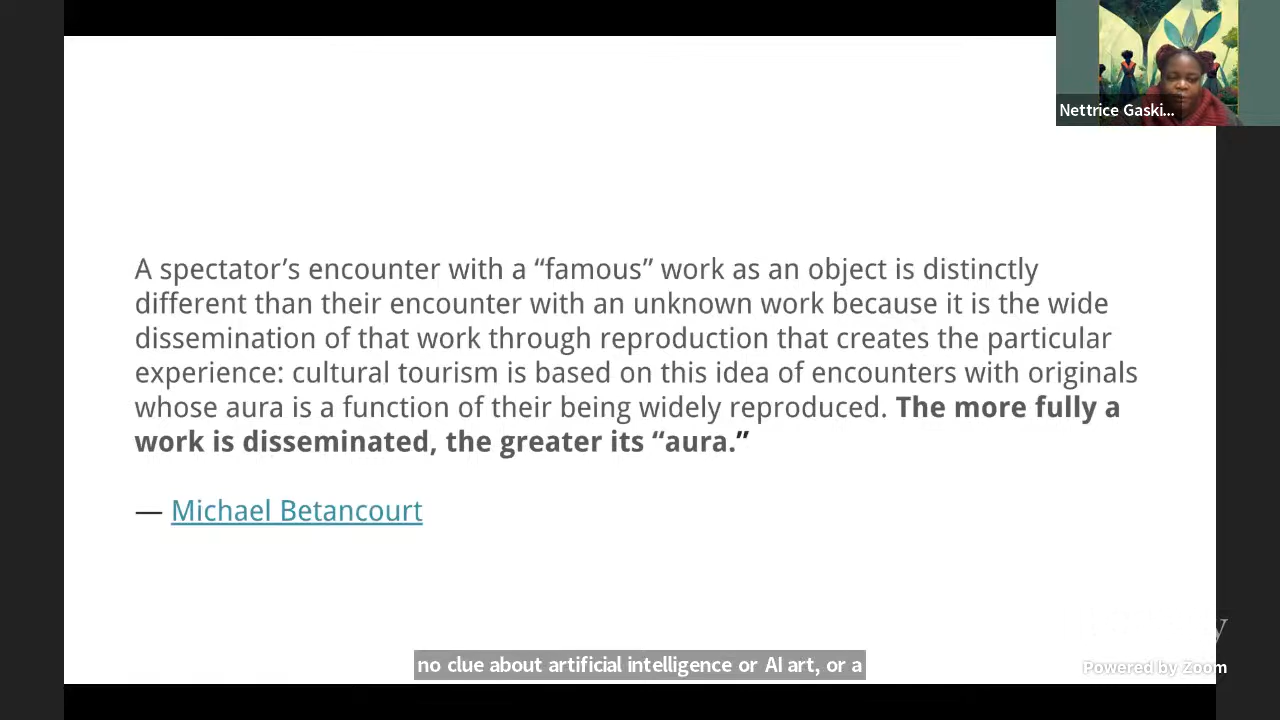 Nettrice Gaski...
A spectator’s encounter with a “famous” work as an object is distinctly
different than their encounter with an unknown work because it is the wide
dissemination of that work through reproduction that creates the particular
experience: cultural tourism is based on this idea of encounters with originals
whose aura is a function of their being widely reproduced. The more fully a
work is disseminated, the greater its “aura.”
— Michael Betancourt
no clue about artificial intelligence or AI art, or a
Powered by Zoom